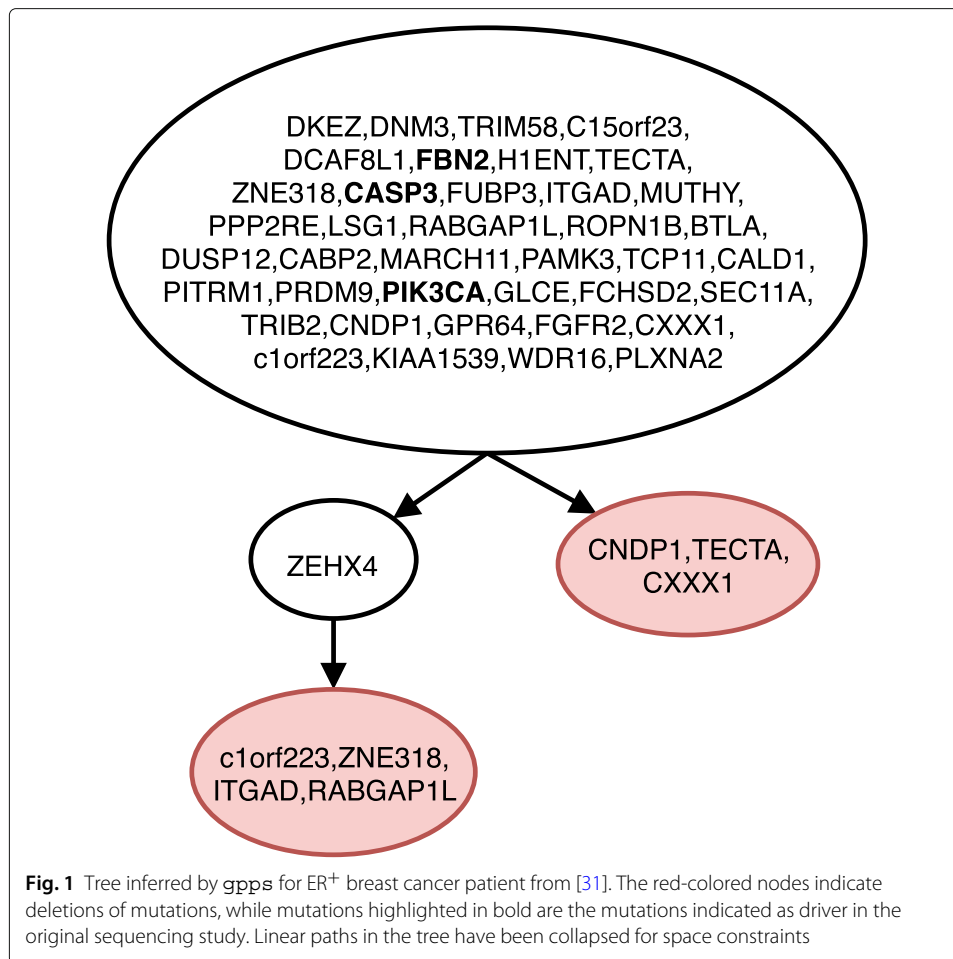 DKEZ,DNM3,TRIM58,C15orf23,
DCAF8L1,FBN2,H1ENT,TECTA,
ZNE318,CASP3,FUBP3,ITGAD,MUTHY,
PPP2RE,LSG1,RABGAP1L,ROPN1B,BTLA,
DUSP12,CABP2,MARCH11,PAMK3,TCP11,CALD1,
PITRM1,PRDM9,PIK3CA,GLCE,FCHSD2,SEC11A,
TRIB2,CNDP1,GPR64,FGFR2,CXXX1,
c1orf223,KIAA1539,WDR16,PLXNA2
ZEHX4
CNDP1,TECTA,
CXXX1
c1orf223,ZNE318,
ITGAD,RABGAP1L
Fig. 1 Tree inferred by gpps for ER+ breast cancer patient from [31]. The red-colored nodes indicate
deletions of mutations, while mutations highlighted in bold are the mutations indicated as driver in the
original sequencing study. Linear paths in the tree have been collapsed for space constraints